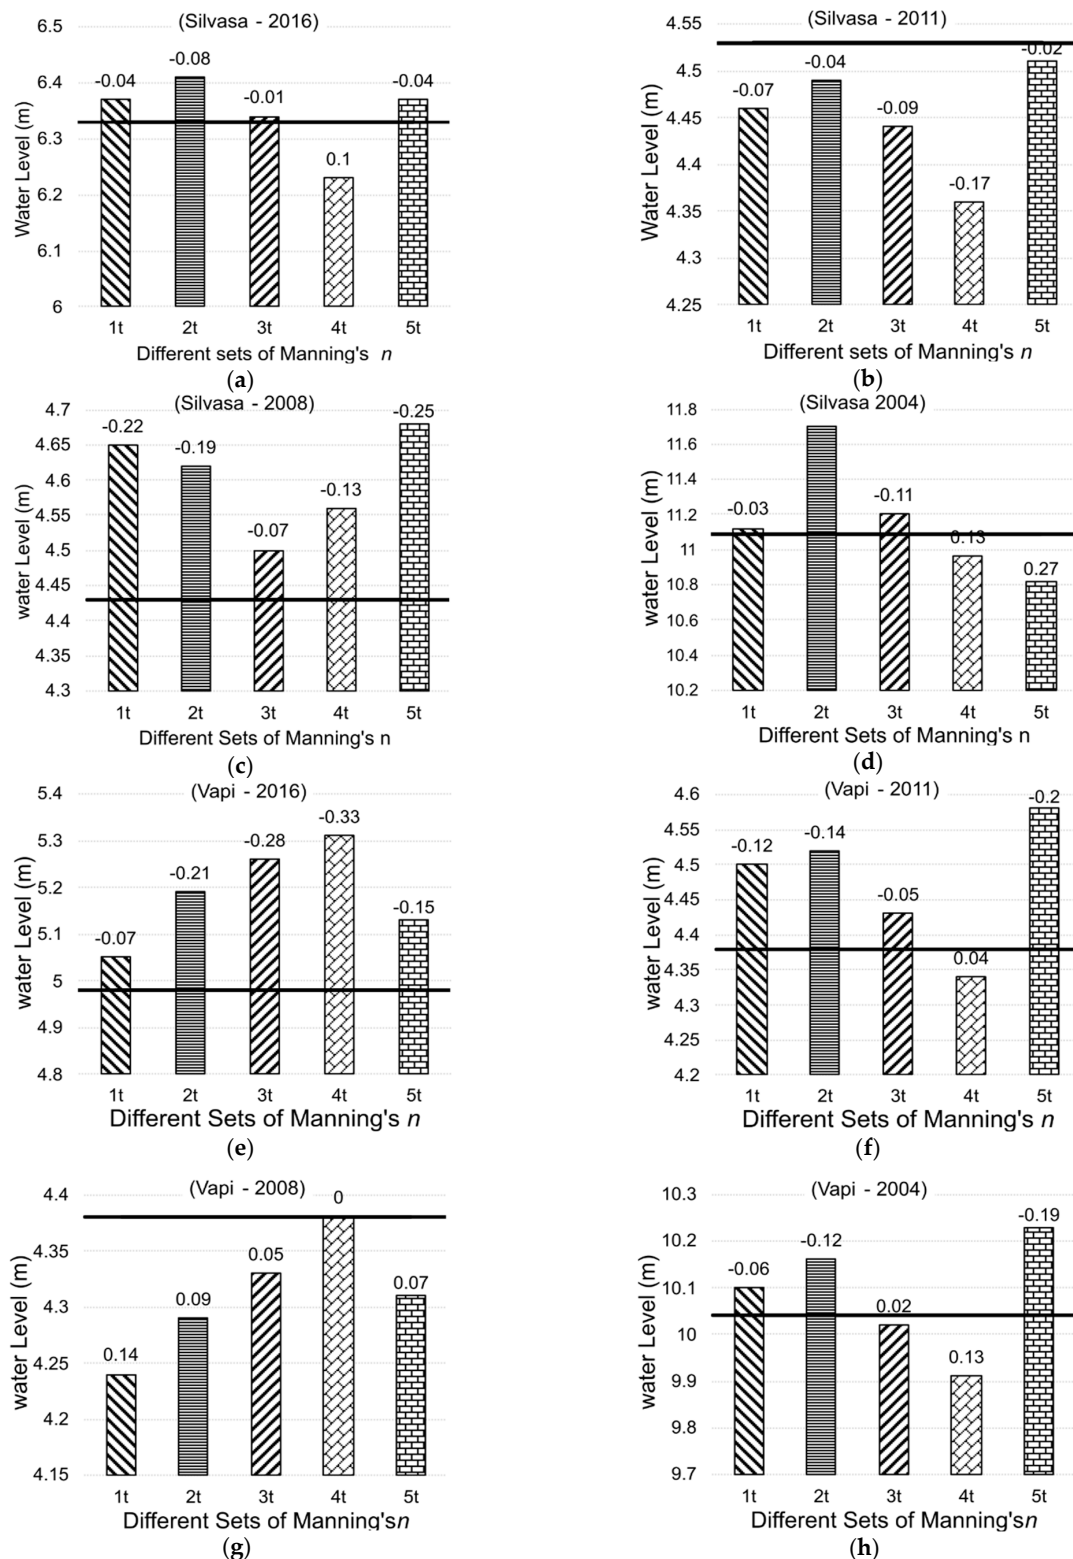 (Silvasa - 2016)
6.5
6.4
6.3
6.2
6.1
6
Water Level (m)
-0.04
-0.08
-0.01
0.1
-0.04
1t 2t 3t 4t 5t
Different sets of Manning's n
(a)
(Silvasa - 2011)
4.55
4.5
4.45
4.4
4.35
4.3
4.25
Water Level (m)
-0.07
-0.04
-0.09
-0.17
-0.02
1t 2t 3t 4t 5t
Different sets of Manning's n
(b)
(Silvasa - 2008)
4.7
4.65
4.6
4.55
4.5
4.45
4.4
4.35
4.3
water Level (m)
-0.22
-0.19
-0.07
-0.13
-0.25
1t 2t 3t 4t 5t
Different Sets of Manning's n
(c)
(Silvasa 2004)
11.8
11.6
11.4
11.2
11
10.8
10.6
10.4
10.2
water Level (m)
-0.03
-0.11
0.13
0.27
1t 2t 3t 4t 5t
Different Sets of Manning's n
(d)
(Vapi - 2016)
5.4
5.3
5.2
5.1
5
4.9
4.8
water Level (m)
-0.07
-0.21
-0.28
-0.33
-0.15
1t 2t 3t 4t 5t
Different Sets of Manning's n
(e)
(Vapi - 2011)
4.6
4.55
4.5
4.45
4.4
4.35
4.3
4.25
4.2
water Level (m)
-0.12
-0.14
-0.05
0.04
-0.2
1t 2t 3t 4t 5t
Different Sets of Manning's n
(f)
(Vapi - 2008)
4.4
4.35
4.3
4.25
4.2
4.15
water Level (m)
0.14
0.09
0.05
0
0.07
1t 2t 3t 4t 5t
Different Sets of Manning'sn
(g)
(Vapi - 2004)
10.3
10.2
10.1
10
9.9
9.8
9.7
water Level (m)
-0.06
-0.12
0.02
0.13
-0.19
1t 2t 3t 4t 5t
Different Sets of Manning'sn
(h)